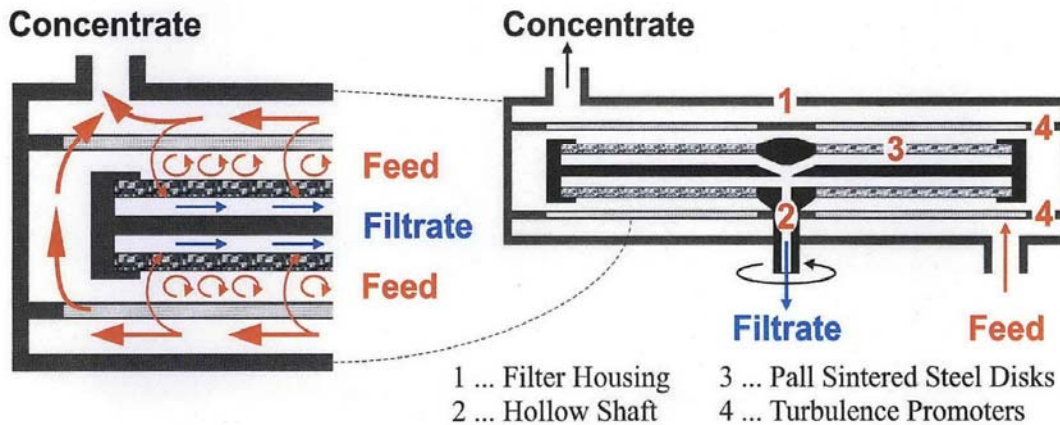 Concentrate
Concentrate
1
4
3
Feed
Filtrate
2
4
Feed
Filtrate
Feed
1 ... Filter Housing
3 ... Pall Sintered Steel Disks
2 ... Hollow Shaft
4 ... Turbulence Promoters